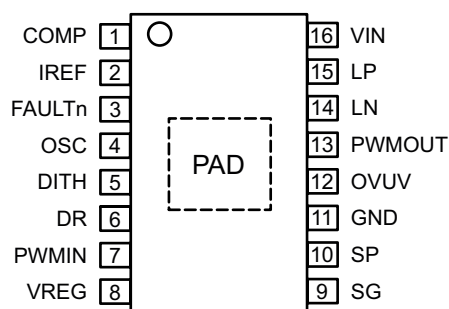 COMP 1 16 VIN
IREF 2 15 LP
FAULTn 3 14 LN
OSC 4 13 PWMOUT
DITH 5 PAD 12 OVUV
DR 6 11 GND
PWMIN 7 10 SP
VREG 8 9 SG